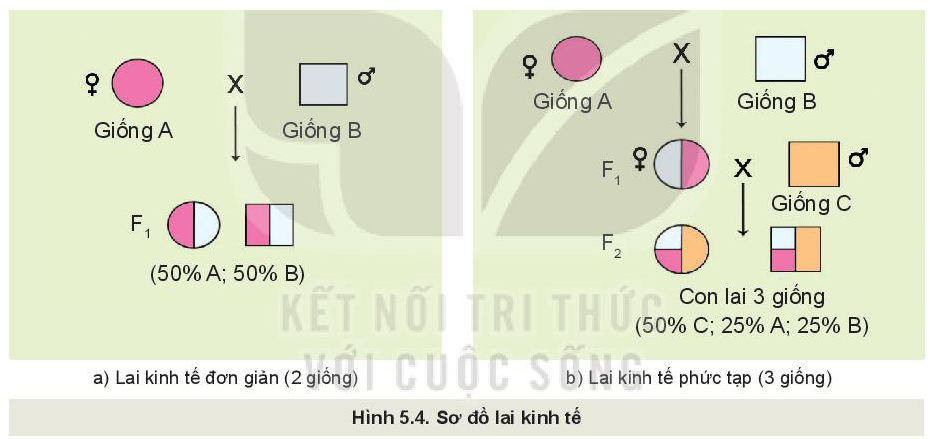 ♀ X ♂
Giống A Giống B
F1
(50% A; 50% B)
a) Lai kinh tế đơn giản (2 giống)
♀ X ♂
Giống A Giống B
F1 ♀ X ♂
Giống C
F2
Con lai 3 giống
(50% C; 25% A; 25% B)
b) Lai kinh tế phức tạp (3 giống)
KẾT NỐI TRI THỨC
VỚI CUỘC SỐNG
Hình 5.4. Sơ đồ lai kinh tế